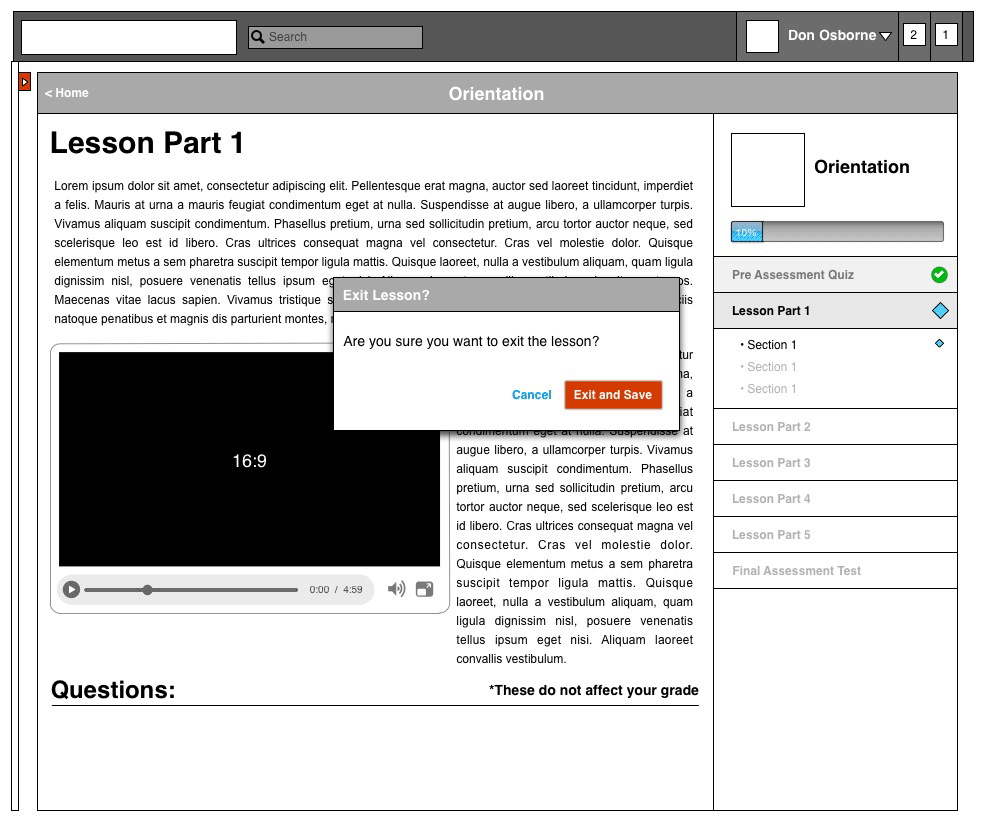 Search
Don Osborne
2
1
< Home
Orientation
Lesson Part 1
Lorem ipsum dolor sit amet, consectetur adipiscing elit. Pellentesque erat magna, auctor sed laoreet tincidunt, imperdiet
a felis. Mauris at urna a mauris feugiat condimentum eget at nulla. Suspendisse at augue libero, a ullamcorper turpis.
Vivamus aliquam suscipit condimentum. Phasellus pretium, urna sed sollicitudin pretium, arcu tortor auctor neque, sed
scelerisque leo est id libero. Cras ultrices consequat magna vel consectetur. Cras vel molestie dolor. Quisque
elementum metus a sem pharetra suscipit tempor ligula mattis. Quisque laoreet, nulla a vestibulum aliquam, quam ligula
dignissim nisl, posuere venenatis tellus ipsum
Maecenas vitae lacus sapien. Vivamus tristique
natoque penatibus et magnis dis parturient montes,
Exit Lesson?
Are you sure you want to exit the lesson?
Cancel
Exit and Save
a
condimentum eget at nulla. Suspendisse at
augue libero, a ullamcorper turpis. Vivamus
aliquam suscipit condimentum. Phasellus
pretium, urna sed sollicitudin pretium, arcu
tortor auctor neque, sed scelerisque leo est
id libero. Cras ultrices consequat magna vel
consectetur. Cras vel molestie dolor.
Quisque elementum metus a sem pharetra
suscipit tempor ligula mattis. Quisque
laoreet, nulla a vestibulum aliquam, quam
ligula dignissim nisl, posuere venenatis
tellus ipsum eget nisi. Aliquam laoreet
convallis vestibulum.
16:9
0:00 / 4:59
Questions:
*These do not affect your grade
Orientation
10%
Pre Assessment Quiz
Lesson Part 1
• Section 1
• Section 1
• Section 1
Lesson Part 2
Lesson Part 3
Lesson Part 4
Lesson Part 5
Final Assessment Test